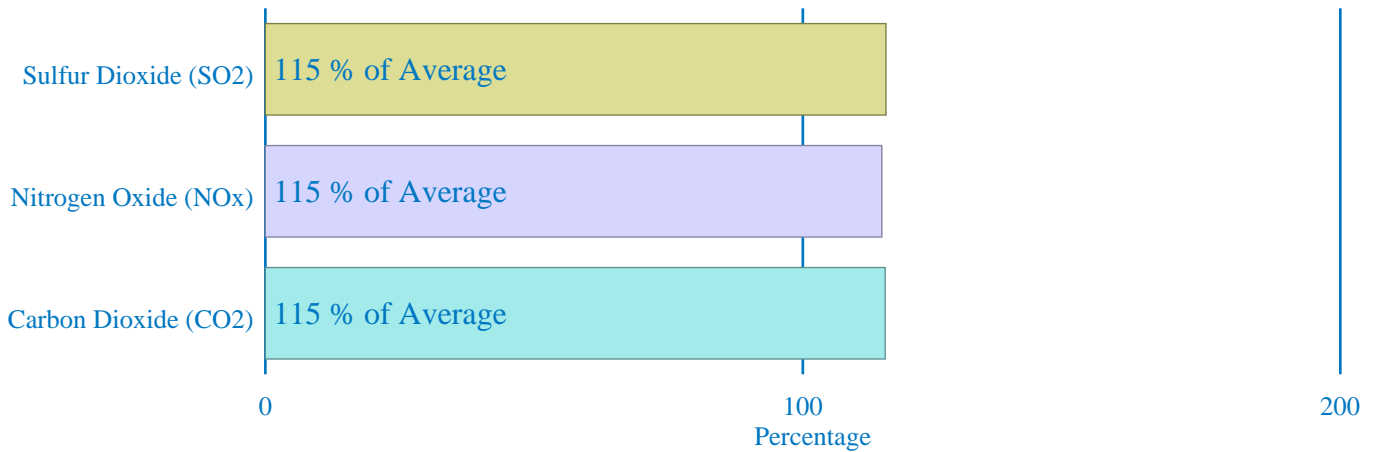 Sulfur Dioxide (SO2)
115 % of Average
Nitrogen Oxide (NOx)
115 % of Average
Carbon Dioxide (CO2)
115 % of Average
0
100
200
Percentage